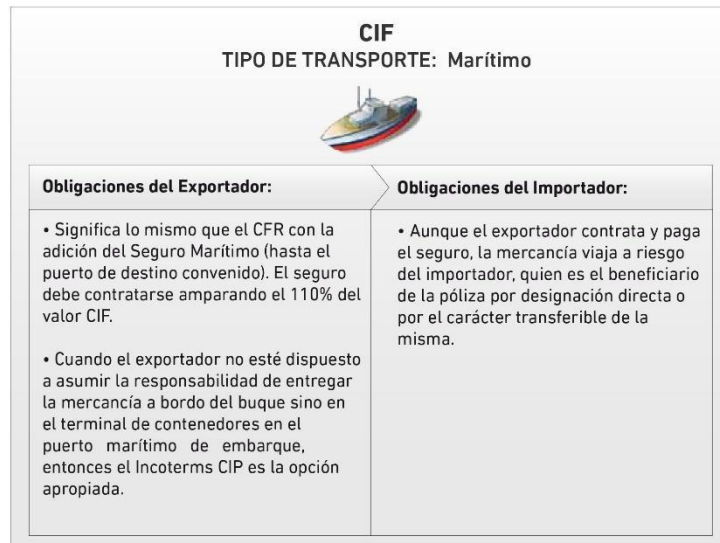 CIF
TIPO DE TRANSPORTE: Marítimo
Obligaciones del Exportador:
• Significa lo mismo que el CFR con la
adición del Seguro Marítimo (hasta el
puerto de destino convenido). El seguro
debe contratarse amparando el 110% del
valor CIF.
• Cuando el exportador no esté dispuesto
a asumir la responsabilidad de entregar
la mercancía a bordo del buque sino en
el terminal de contenedores en el
puerto marítimo de embarque,
entonces el Incoterms CIP es la opción
apropiada.
Obligaciones del Importador:
• Aunque el exportador contrata y paga
el seguro, la mercancía viaja a riesgo
del importador, quien es el beneficiario
de la póliza por designación directa o
por el carácter transferible de la
misma.